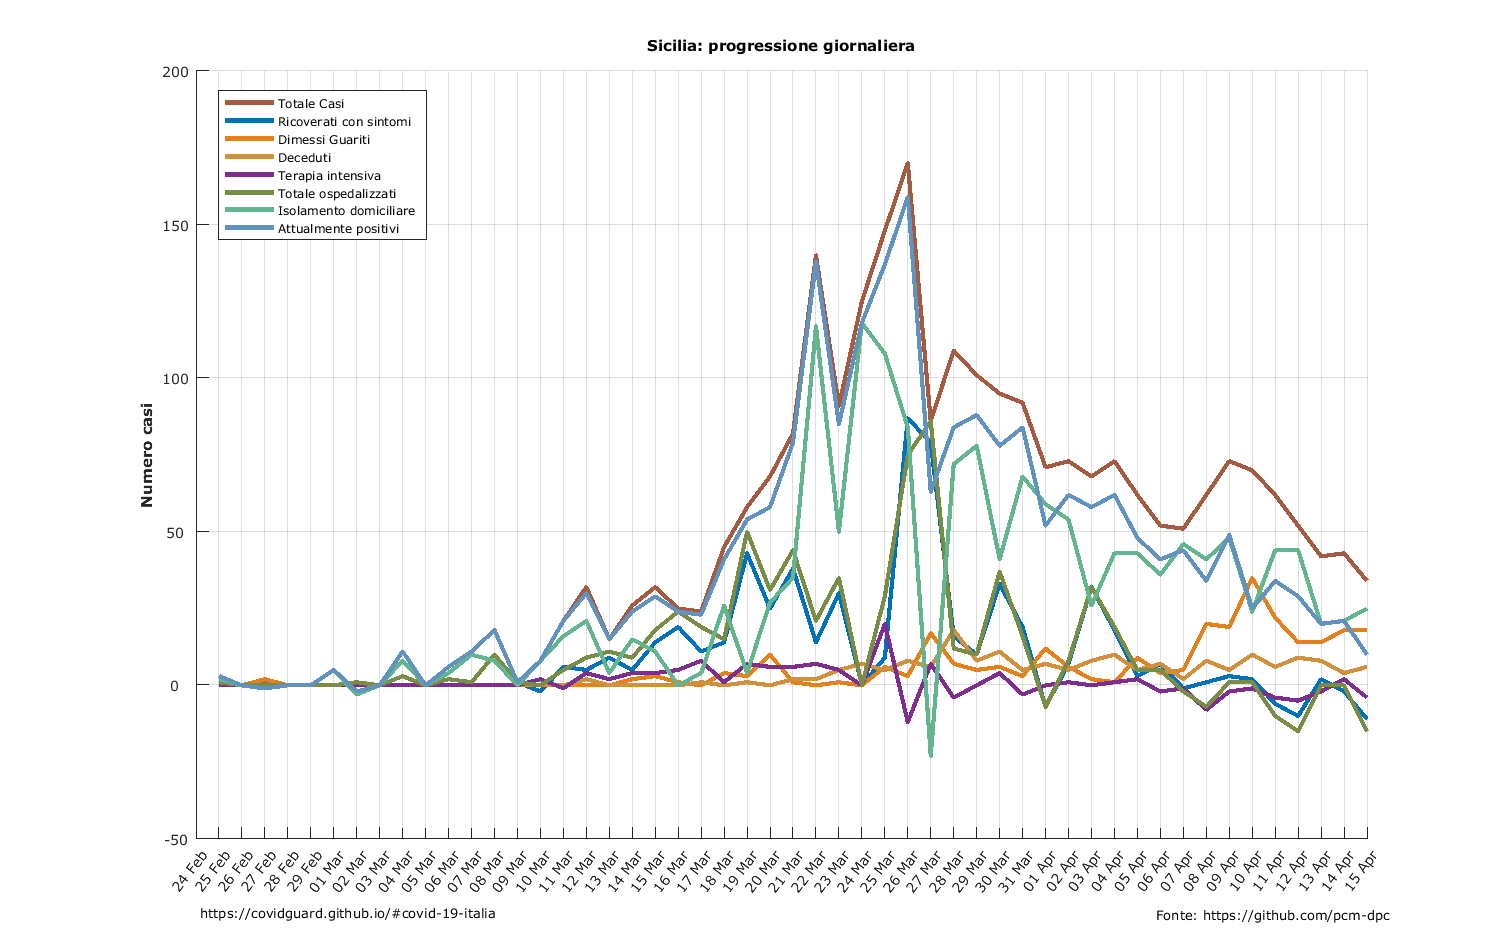 Sicilia: progressione giornaliera
200
150
100
50
0
-50
Numero casi
Totale Casi
Ricoverati con sintomi
Dimessi Guariti
Deceduti
Terapia intensiva
Totale ospedalizzati
Isolamento domiciliare
Attualmente positivi
24 Feb
25 Feb
26 Feb
27 Feb
28 Feb
29 Feb
01 Mar
02 Mar
03 Mar
04 Mar
05 Mar
06 Mar
07 Mar
08 Mar
09 Mar
10 Mar
11 Mar
12 Mar
13 Mar
14 Mar
15 Mar
16 Mar
17 Mar
18 Mar
19 Mar
20 Mar
21 Mar
22 Mar
23 Mar
24 Mar
25 Mar
26 Mar
27 Mar
28 Mar
29 Mar
30 Mar
31 Mar
01 Apr
02 Apr
03 Apr
04 Apr
05 Apr
06 Apr
07 Apr
08 Apr
09 Apr
10 Apr
11 Apr
12 Apr
13 Apr
14 Apr
15 Apr
https://covidguard.github.io/#covid-19-italia
Fonte: https://github.com/pcm-dpc